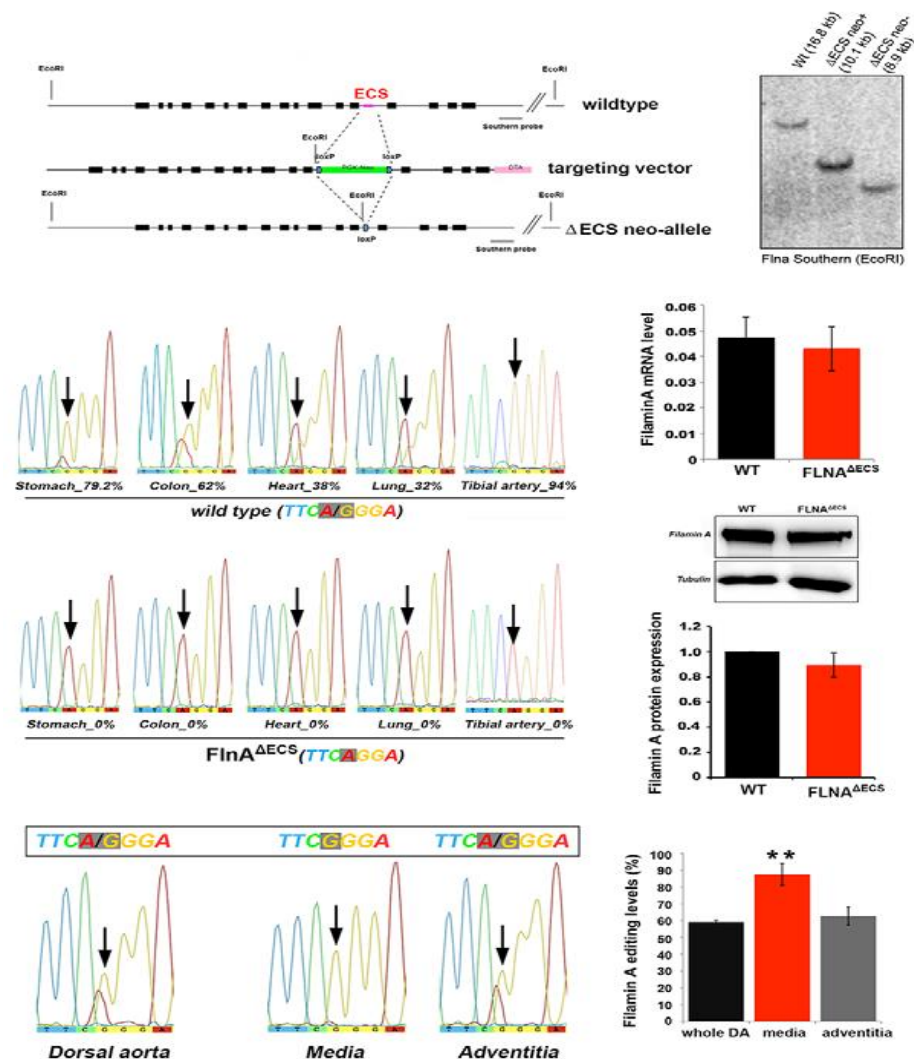 Wt (16.8 kb)
ΔECS neo+
(10.1 kb)
ΔECS neo-
(8.9 kb)
EcoRI
EcoRI
ECS
wildtype
Southern probe
EcoRI
loxP
loxP
PGK-Neo
DTA
targeting vector
EcoRI
EcoRI
EcoRI
ΔECS neo-allele
loxP
Southern probe
Flna Southern (EcoRI)
T T C G G G A
T T C G G G A
T T C A G G A
T T C A G G A
Stomach_79.2%
Colon_62%
Heart_38%
Lung_32%
Tibial artery_94%
wild type (TTCA/GGGA)
FilaminA mRNA level
0.06
0.05
0.04
0.03
0.02
0.01
0.00
WT
FLNAΔECS
WT
FLNAΔECS
Filamin A
Tubulin
Stomach_0%
Colon_0%
Heart_0%
Lung_0%
Tibial artery_0%
FlnAΔECS(TTCAGGA)
Filamin A protein expression
1.2
1.0
0.8
0.6
0.4
0.2
0
WT
FLNAΔECS
TTCA/GGGA
TTCGGGA
TTCA/GGGA
T T C G G G A
T T C G G G A
T T C G G G A
Dorsal aorta
Media
Adventitia
Filamin A editing levels (%)
100
90
80
70
60
50
40
30
20
10
0
**
whole DA
media
adventitia